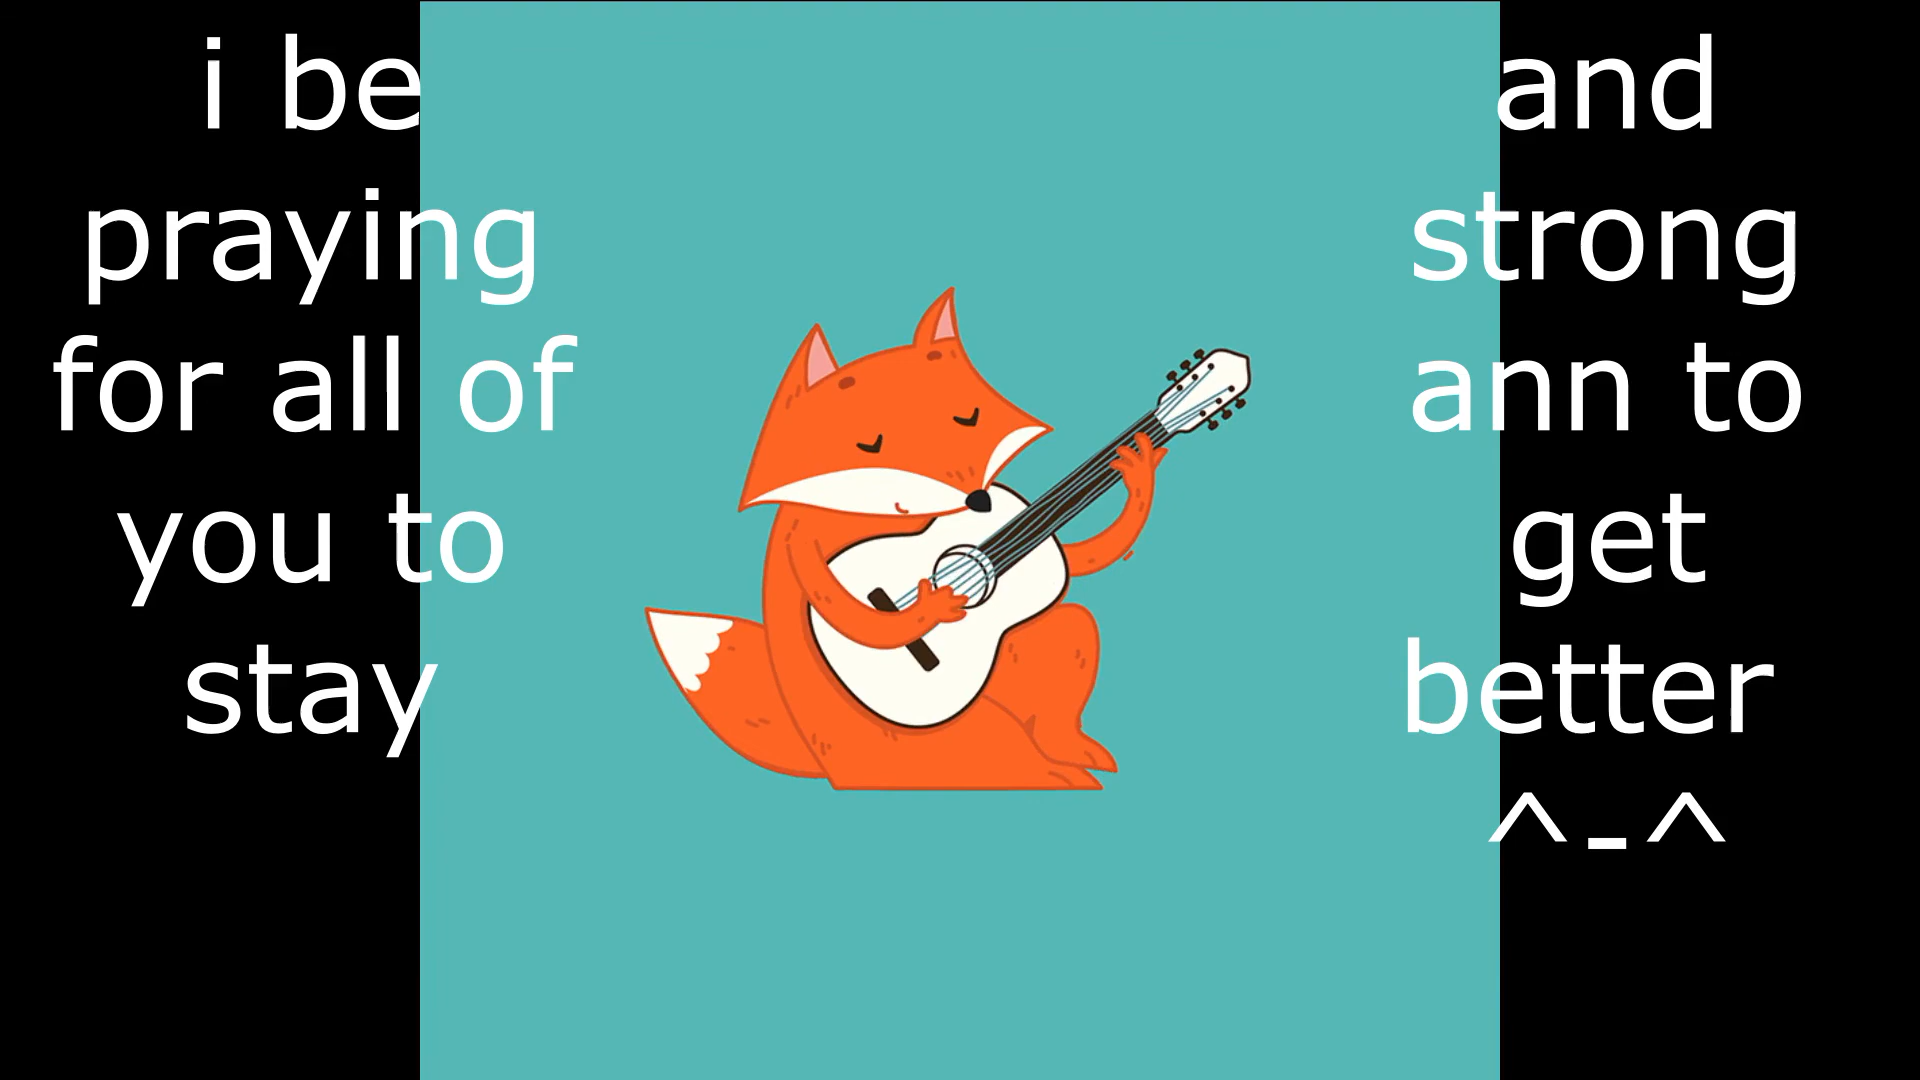 i be
praying
for all of
you to
stay
and
strong
ann to
get
better
^-^